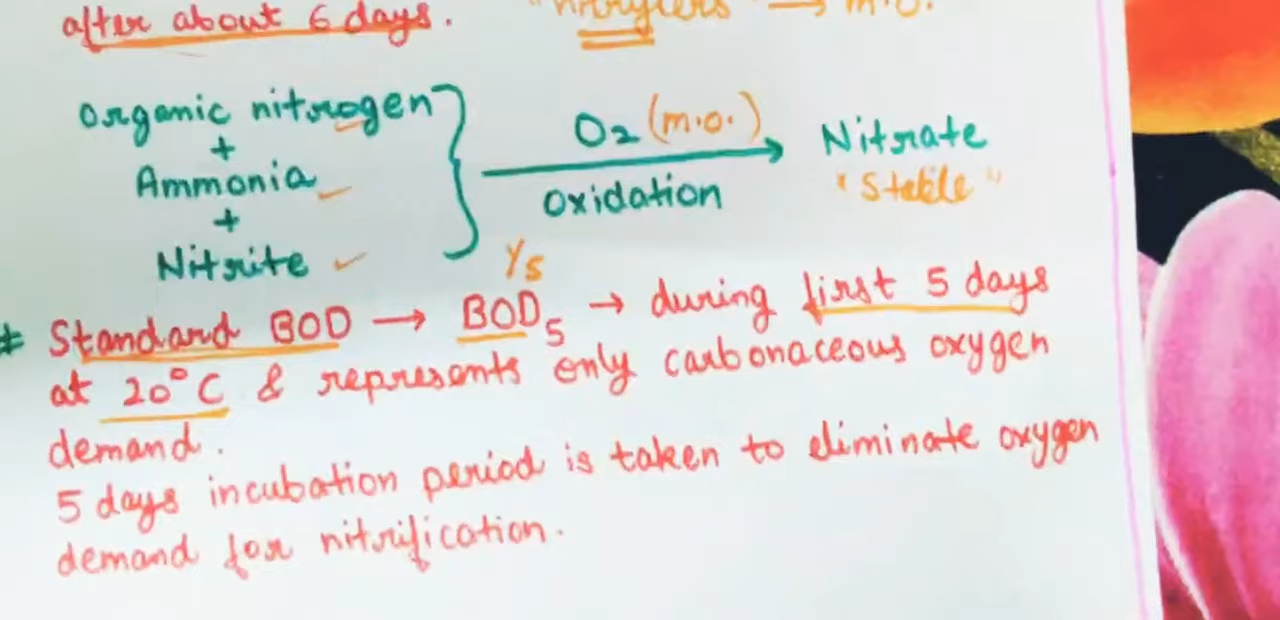 after about 6 days. "nitrifiers" → m.o.
Organic nitrogen
+
Ammonia
+
Nitrite
O₂ (m.o.)
Oxidation
Nitrate
"Stable"
Y₅
* Standard BOD → BOD₅ → during first 5 days
at 20°C & represents only carbonaceous oxygen
demand.
5 days incubation period is taken to eliminate oxygen
demand for nitrification.